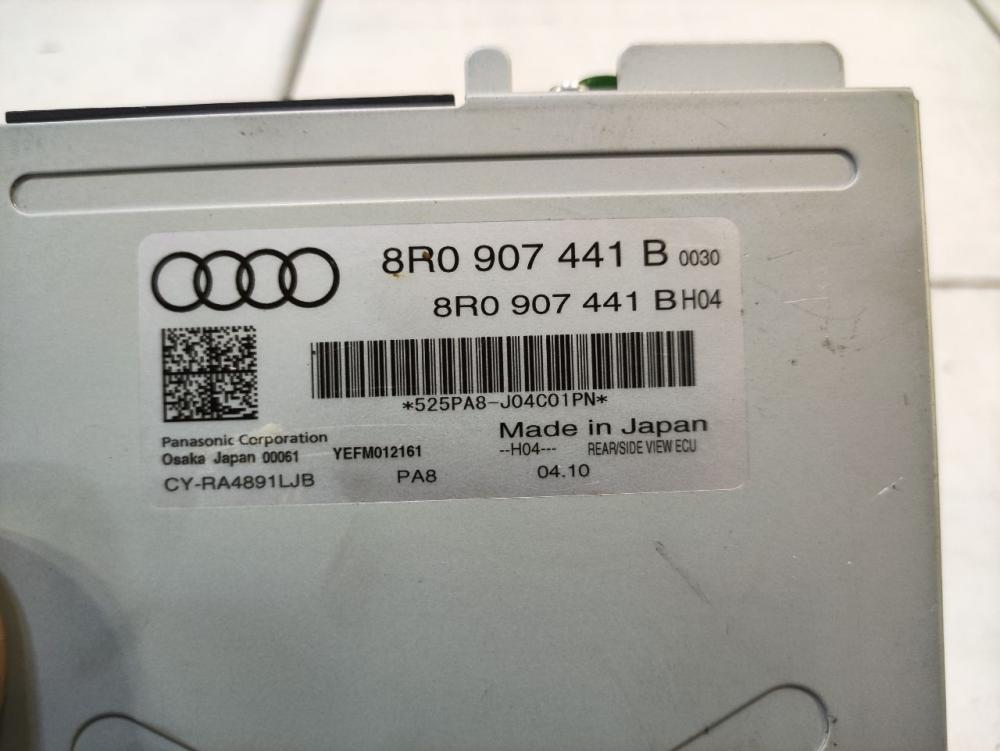 8R0 907 441 B 0030
8R0 907 441 B H04
*525PA8-J04C01PN*
Made in Japan
Panasonic Corporation
Osaka Japan 00061 YEFM012161 --H04--- REAR/SIDE VIEW ECU
CY-RA4891LJB PA8 04.10